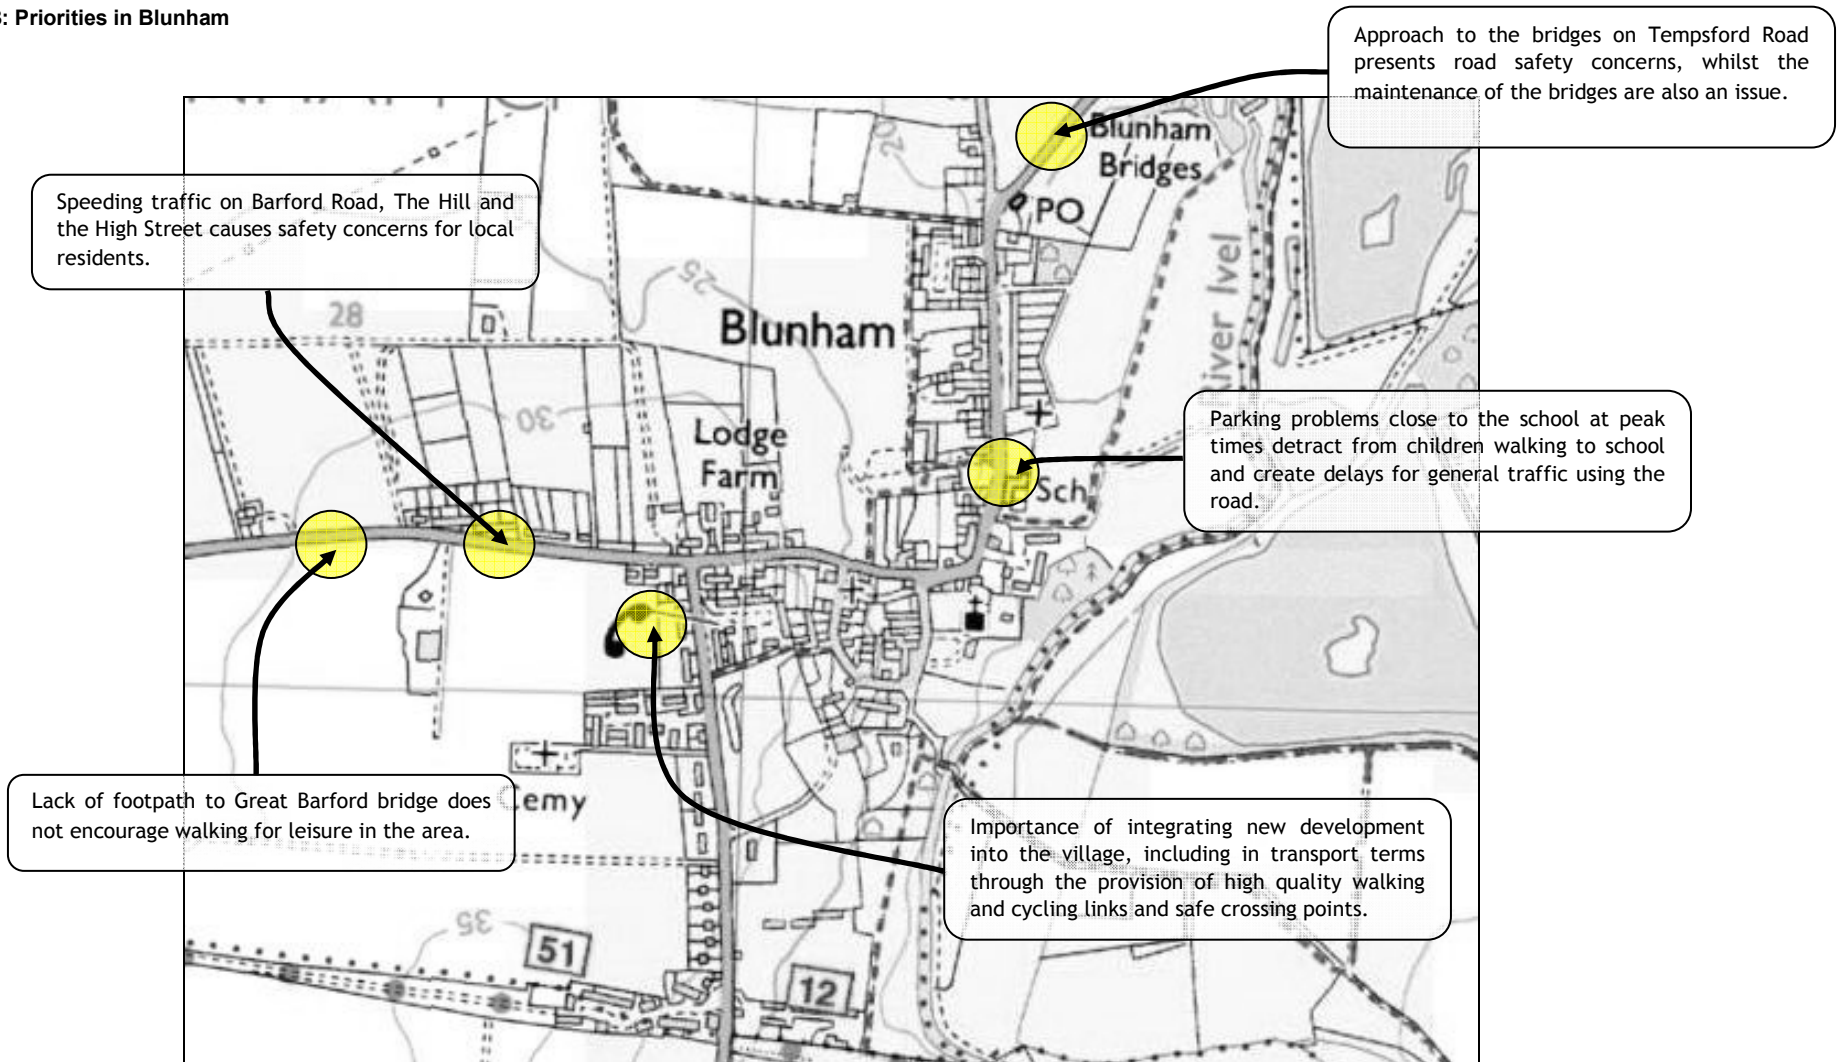 : Priorities in Blunham
Approach to the bridges on Tempsford Road
presents road safety concerns, whilst the
maintenance of the bridges are also an issue.
Blunham
Bridges
20
PO
Speeding traffic on Barford Road, The Hill and
the High Street causes safety concerns for local
residents.
25
28
Blunham
River Ivel
30
Lodge
Farm
Parking problems close to the school at peak
times detract from children walking to school
and create delays for general traffic using the
road.
Sch
Lack of footpath to Great Barford bridge does
not encourage walking for leisure in the area.
Cemy
Importance of integrating new development
into the village, including in transport terms
through the provision of high quality walking
and cycling links and safe crossing points.
35
51
12